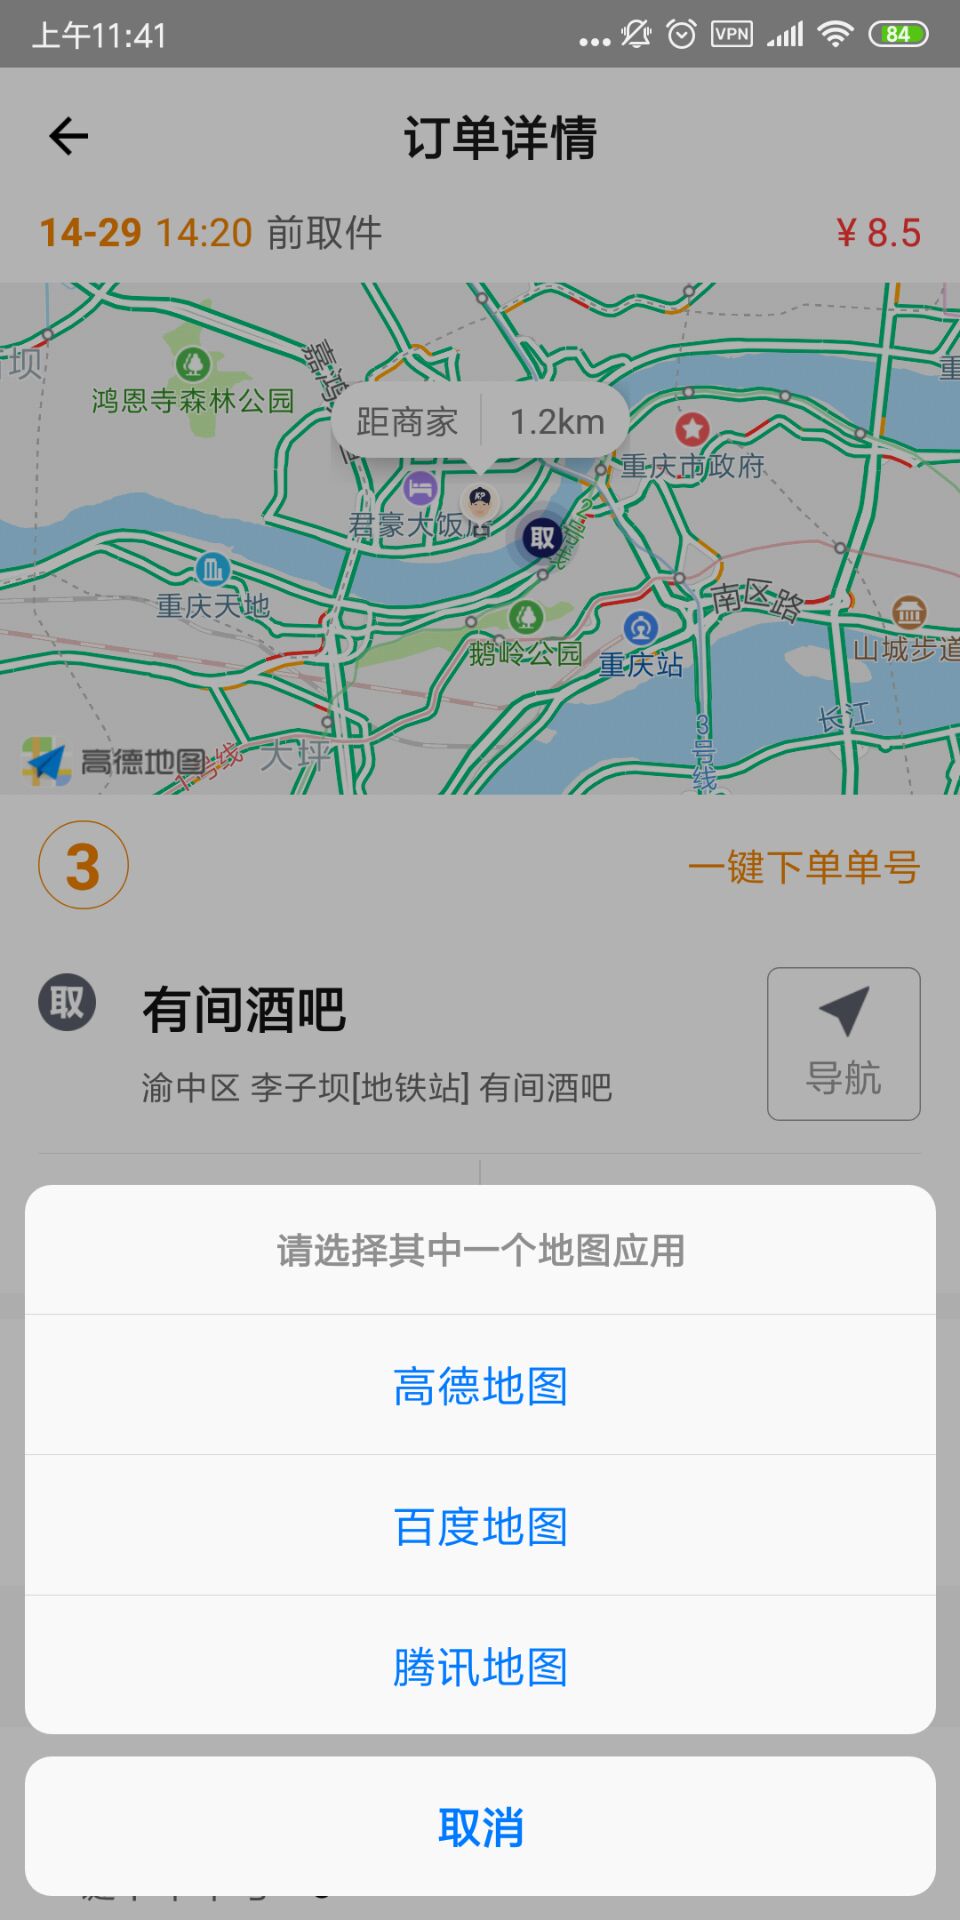 上午11:41
VPN
84
订单详情
14-29 14:20 前取件
¥ 8.5
鸿恩寺森林公园
距商家 1.2km
重庆市政府
君豪大饭店
KP
取
2号线
重庆天地
南区路
鹅岭公园
重庆站
山城步道
长江
3号线
大坪
1号线
高德地图
3
一键下单单号
取
有间酒吧
渝中区 李子坝[地铁站] 有间酒吧
导航
请选择其中一个地图应用
高德地图
百度地图
腾讯地图
取消